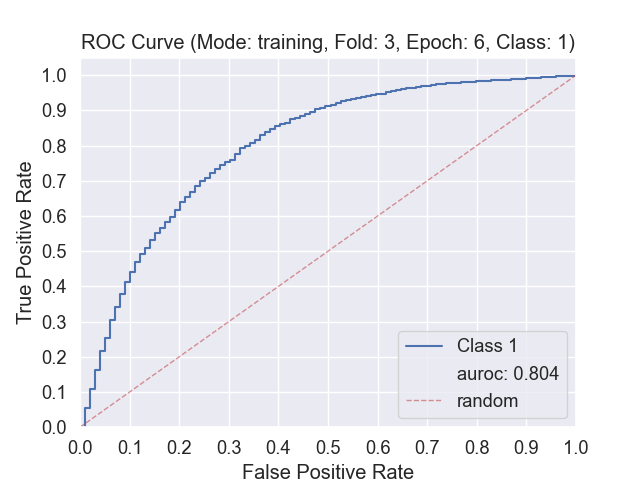 ROC Curve (Mode: training, Fold: 3, Epoch: 6, Class: 1)
True Positive Rate
1.0
0.9
0.8
0.7
0.6
0.5
0.4
0.3
0.2
0.1
0.0
Class 1
auroc: 0.804
random
0.0 0.1 0.2 0.3 0.4 0.5 0.6 0.7 0.8 0.9 1.0
False Positive Rate